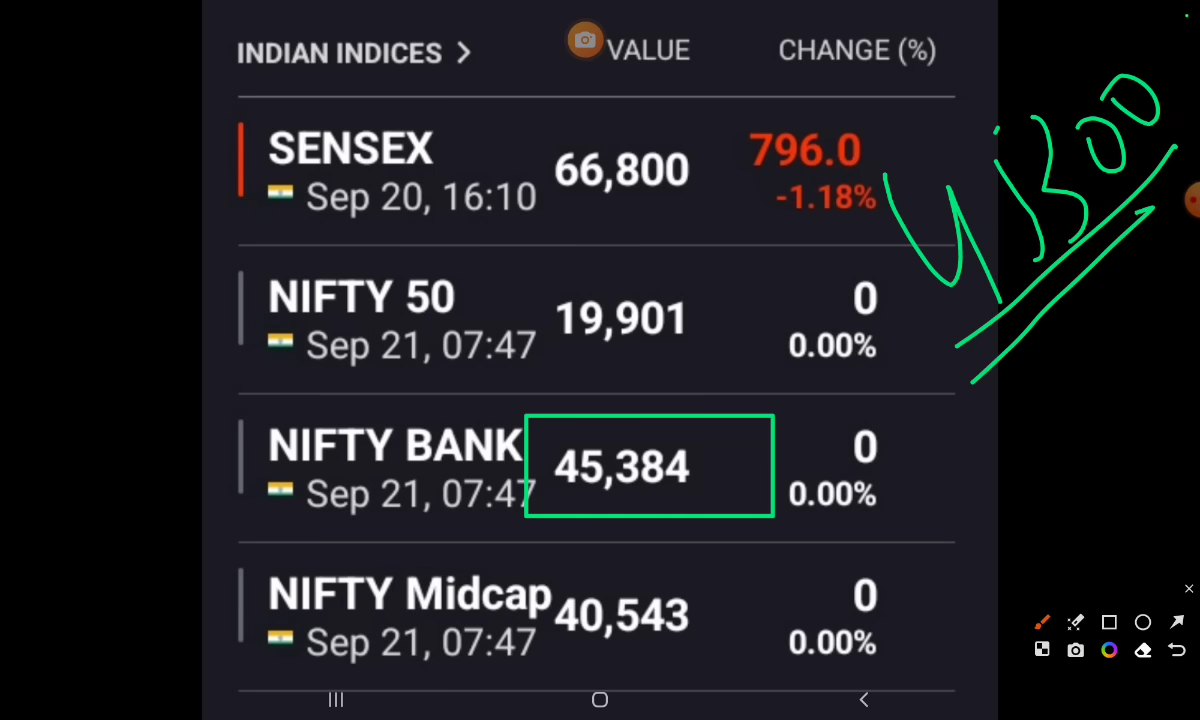 INDIAN INDICES VALUE CHANGE (%)
SENSEX 66,800 796.0
Sep 20, 16:10 -1.18%
NIFTY 50 19,901 0
Sep 21, 07:47 0.00%
NIFTY BANK 45,384 0
Sep 21, 07:47 0.00%
NIFTY Midcap 40,543 0
Sep 21, 07:47 0.00%